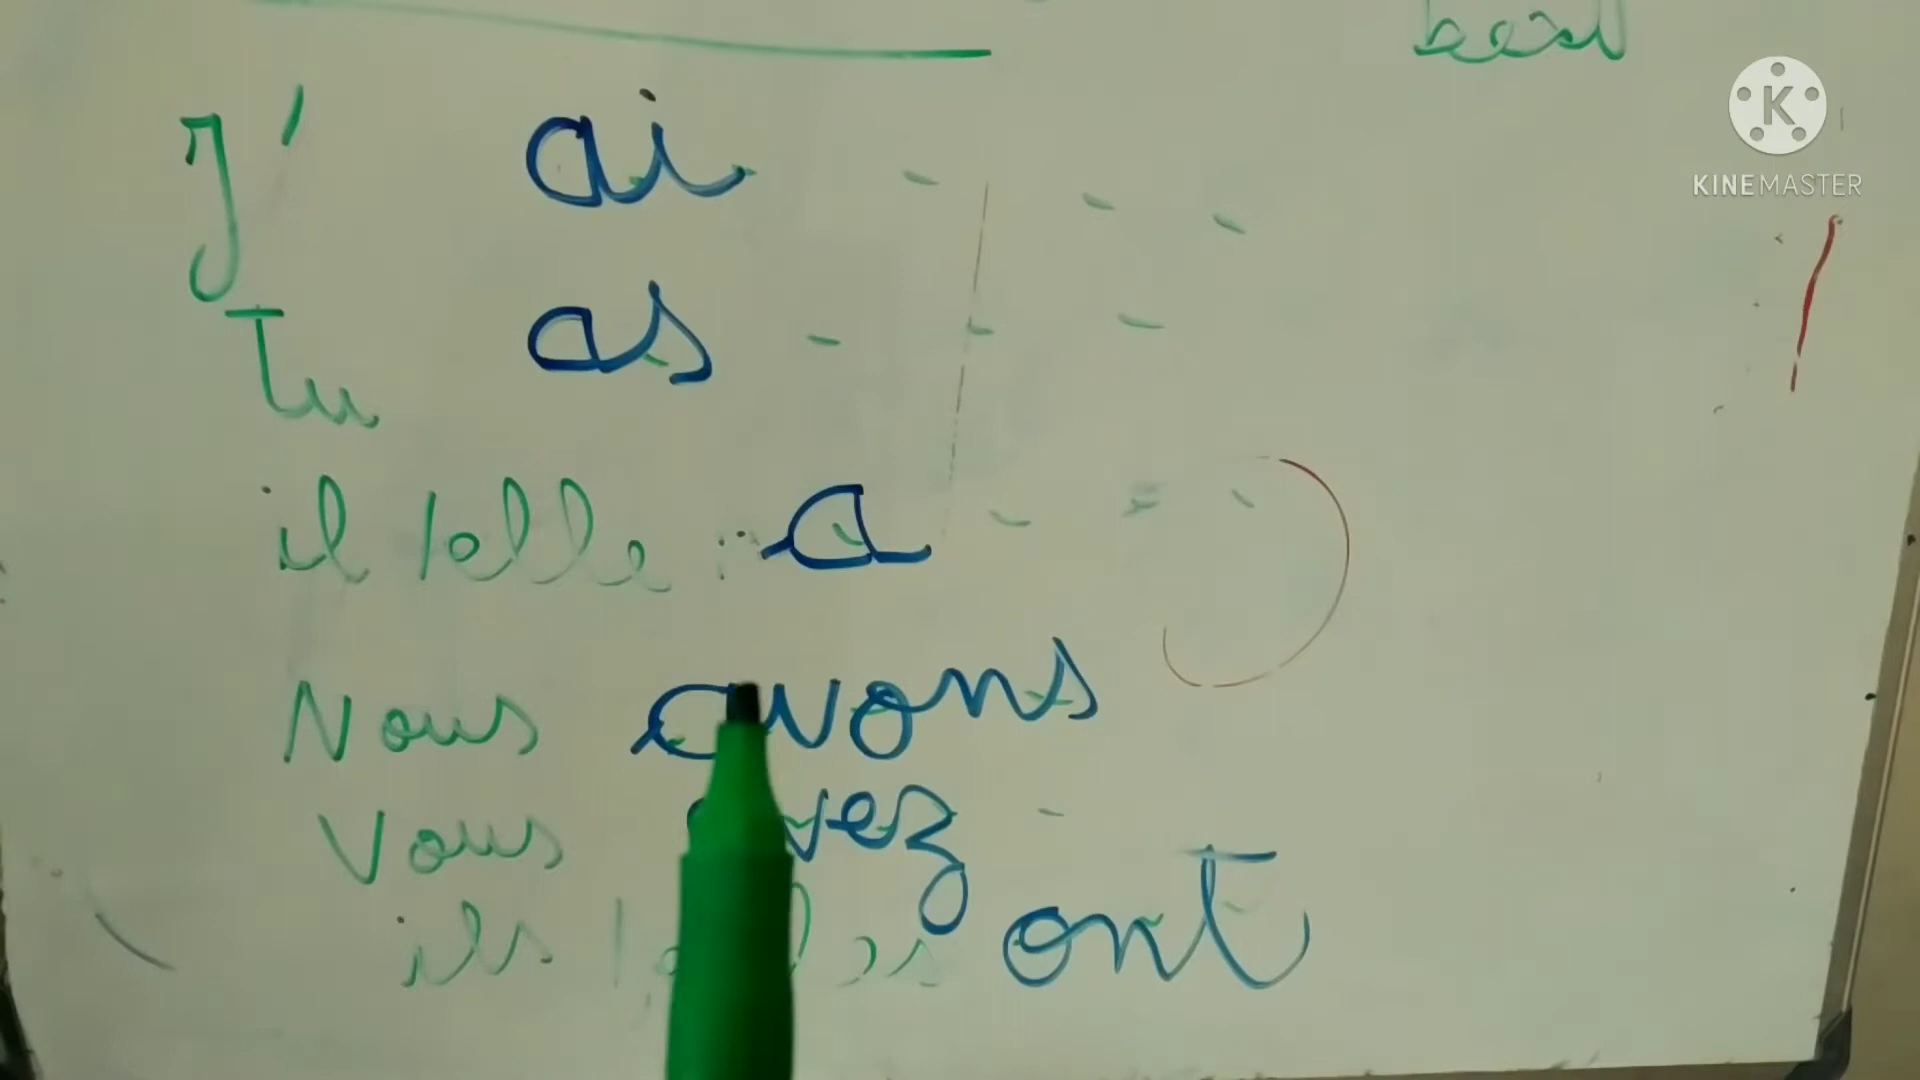 KINEMASTER
J' ai
Tu as
il / elle : a
Nous avons
Vous avez
ils / elles ont